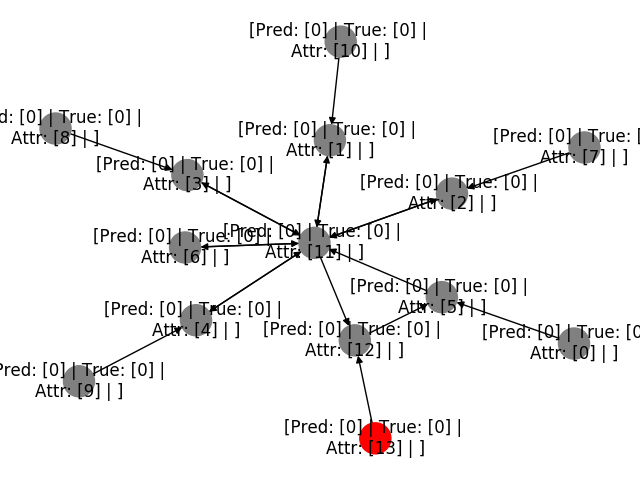 [Pred: [0] | True: [0] |
Attr: [10] | ]
d: [0] | True: [0] |
Attr: [8] | ]
[Pred: [0] | True: [0] |
Attr: [1] | ]
[Pred: [0] | True: [
Attr: [7] | ]
[Pred: [0] | True: [0] |
Attr: [3] | ]
[Pred: [0] | True: [0] |
Attr: [2] | ]
[Pred: [0] | True: [0] |
Attr: [6] | ]
[Pred: [0] | True: [0] |
Attr: [11] | ]
[Pred: [0] | True: [0] |
Attr: [5] | ]
[Pred: [0] | True: [0] |
Attr: [4] | ]
[Pred: [0] | True: [0] |
Attr: [12] | ]
[Pred: [0] | True: [0
Attr: [0] | ]
Pred: [0] | True: [0] |
Attr: [9] | ]
[Pred: [0] | True: [0] |
Attr: [13] | ]